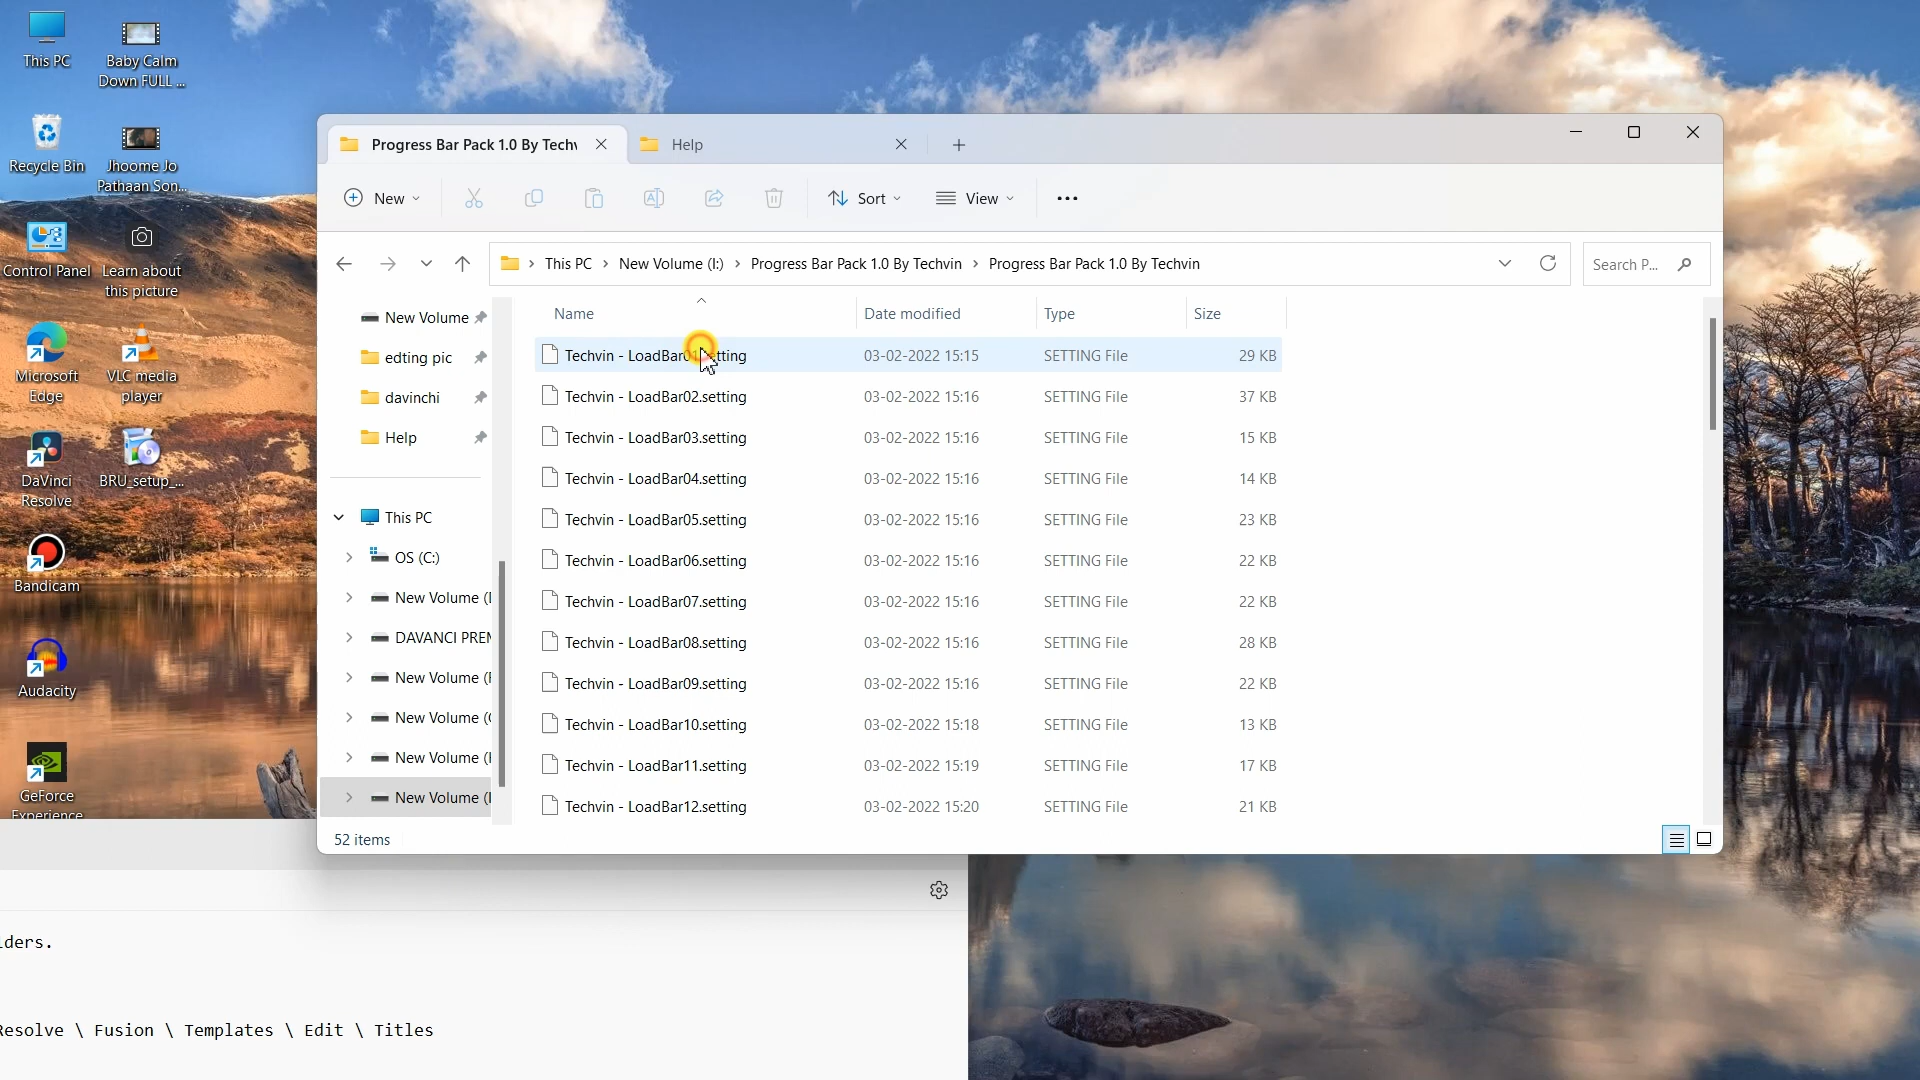 This PC
Baby Calm
Down FULL ...
Recycle Bin
Jhoome Jo
Pathaan Son...
Control Panel
Learn about
this picture
Microsoft
Edge
VLC media
player
DaVinci
Resolve
BRU_setup_...
Bandicam
Audacity
GeForce
Experience
Progress Bar Pack 1.0 By Techv
Help
New
Sort
View
This PC > New Volume (I:) > Progress Bar Pack 1.0 By Techvin > Progress Bar Pack 1.0 By Techvin
Search P...
New Volume
edting pic
davinchi
Help
This PC
OS (C:)
New Volume (
DAVANCI PREM
New Volume (
New Volume (
New Volume (
New Volume (
Name Date modified Type Size
Techvin - LoadBar01.setting 03-02-2022 15:15 SETTING File 29 KB
Techvin - LoadBar02.setting 03-02-2022 15:16 SETTING File 37 KB
Techvin - LoadBar03.setting 03-02-2022 15:16 SETTING File 15 KB
Techvin - LoadBar04.setting 03-02-2022 15:16 SETTING File 14 KB
Techvin - LoadBar05.setting 03-02-2022 15:16 SETTING File 23 KB
Techvin - LoadBar06.setting 03-02-2022 15:16 SETTING File 22 KB
Techvin - LoadBar07.setting 03-02-2022 15:16 SETTING File 22 KB
Techvin - LoadBar08.setting 03-02-2022 15:16 SETTING File 28 KB
Techvin - LoadBar09.setting 03-02-2022 15:16 SETTING File 22 KB
Techvin - LoadBar10.setting 03-02-2022 15:18 SETTING File 13 KB
Techvin - LoadBar11.setting 03-02-2022 15:19 SETTING File 17 KB
Techvin - LoadBar12.setting 03-02-2022 15:20 SETTING File 21 KB
52 items
lders.
Resolve \ Fusion \ Templates \ Edit \ Titles